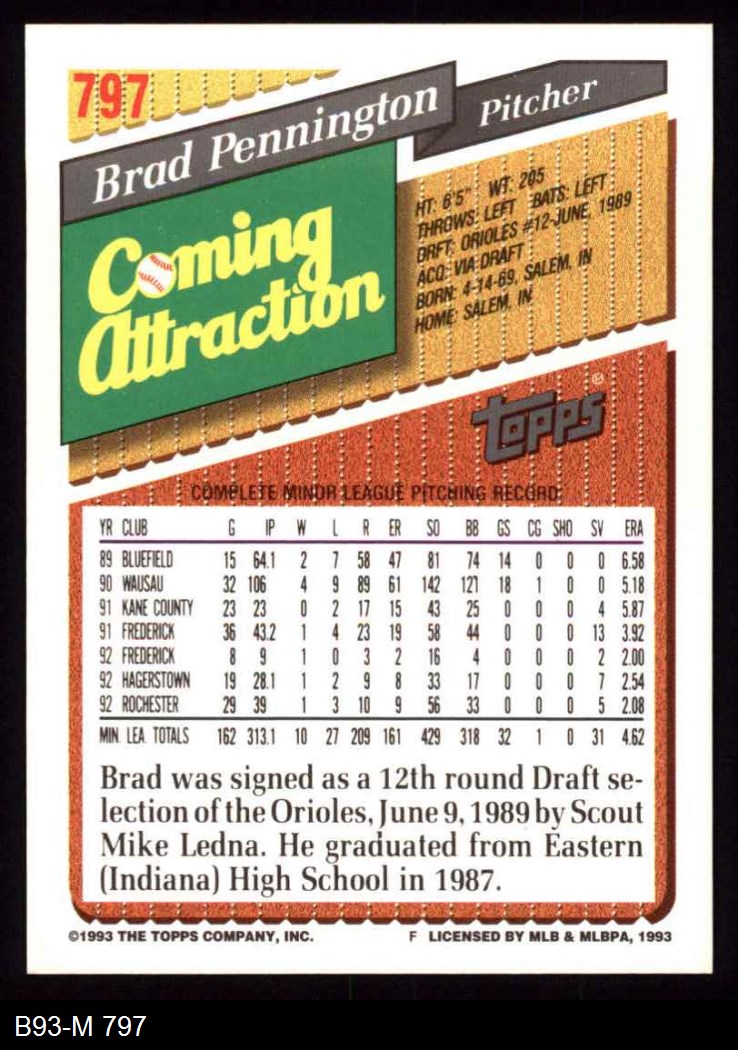 797
Brad Pennington
Pitcher
Coming
Attraction
HT: 6'5" WT: 205
THROWS: LEFT BATS: LEFT
DRFT: ORIOLES #12-JUNE, 1989
ACQ: VIA DRAFT
BORN: 4-14-69, SALEM, IN
HOME: SALEM, IN
topps®
COMPLETE MINOR LEAGUE PITCHING RECORD
YR CLUB G IP W L R ER SO BB GS CG SHO SV ERA
89 BLUEFIELD 15 64.1 2 7 58 47 81 74 14 0 0 0 6.58
90 WAUSAU 32 106 4 9 89 61 142 121 18 1 0 0 5.18
91 KANE COUNTY 23 23 0 2 17 15 43 25 0 0 0 4 5.87
91 FREDERICK 36 43.2 1 4 23 19 58 44 0 0 0 13 3.92
92 FREDERICK 8 9 1 0 3 2 16 4 0 0 0 2 2.00
92 HAGERSTOWN 19 28.1 1 2 9 8 33 17 0 0 0 7 2.54
92 ROCHESTER 29 39 1 3 10 9 56 33 0 0 0 5 2.08
MIN. LEA. TOTALS 162 313.1 10 27 209 161 429 318 32 1 0 31 4.62
Brad was signed as a 12th round Draft se-
lection of the Orioles, June 9, 1989 by Scout
Mike Ledna. He graduated from Eastern
(Indiana) High School in 1987.
©1993 THE TOPPS COMPANY, INC. F LICENSED BY MLB & MLBPA, 1993
B93-M 797